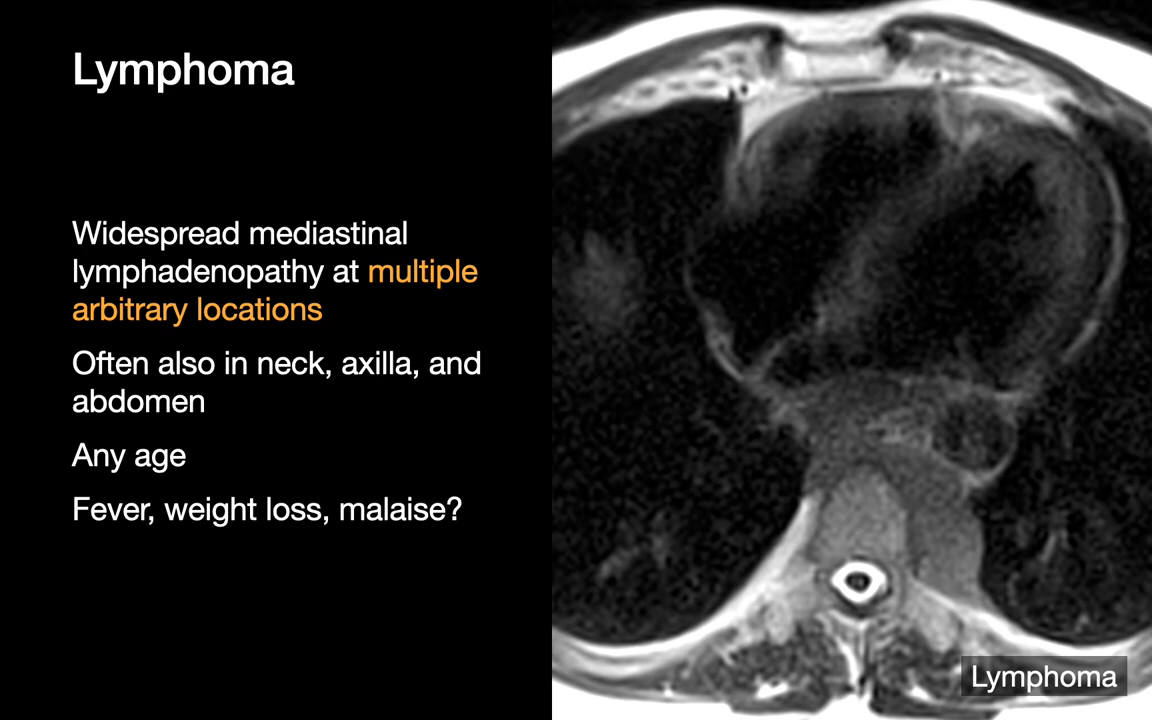 Lymphoma
Widespread mediastinal
lymphadenopathy at multiple
arbitrary locations
Often also in neck, axilla, and
abdomen
Any age
Fever, weight loss, malaise?
Lymphoma